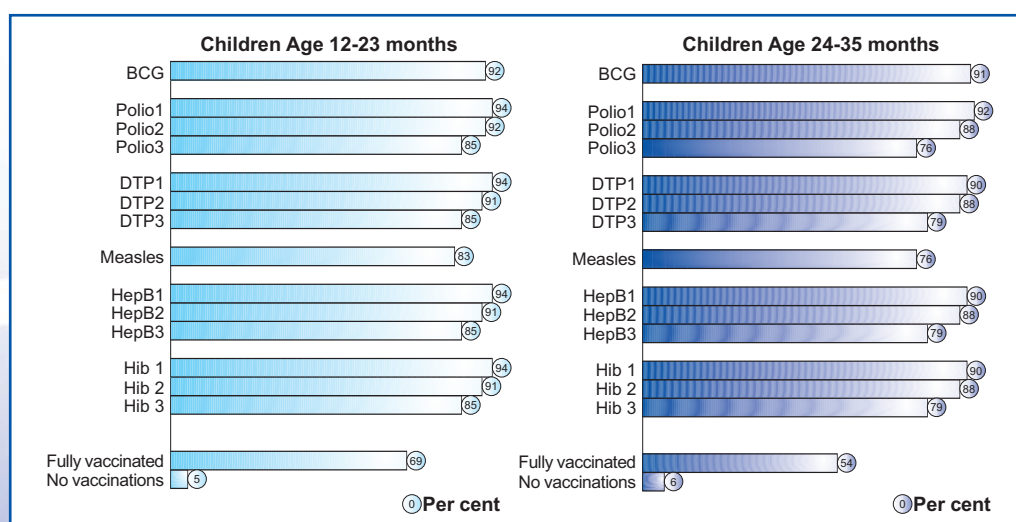 Children Age 12-23 months
BCG 92
Polio1 94
Polio2 92
Polio3 85
DTP1 94
DTP2 91
DTP3 85
Measles 83
HepB1 94
HepB2 91
HepB3 85
Hib 1 94
Hib 2 91
Hib 3 85
Fully vaccinated 69
No vaccinations 5
0 Per cent
Children Age 24-35 months
BCG 91
Polio1 92
Polio2 88
Polio3 76
DTP1 90
DTP2 88
DTP3 79
Measles 76
HepB1 90
HepB2 88
HepB3 79
Hib 1 90
Hib 2 88
Hib 3 79
Fully vaccinated 54
No vaccinations 6
0 Per cent